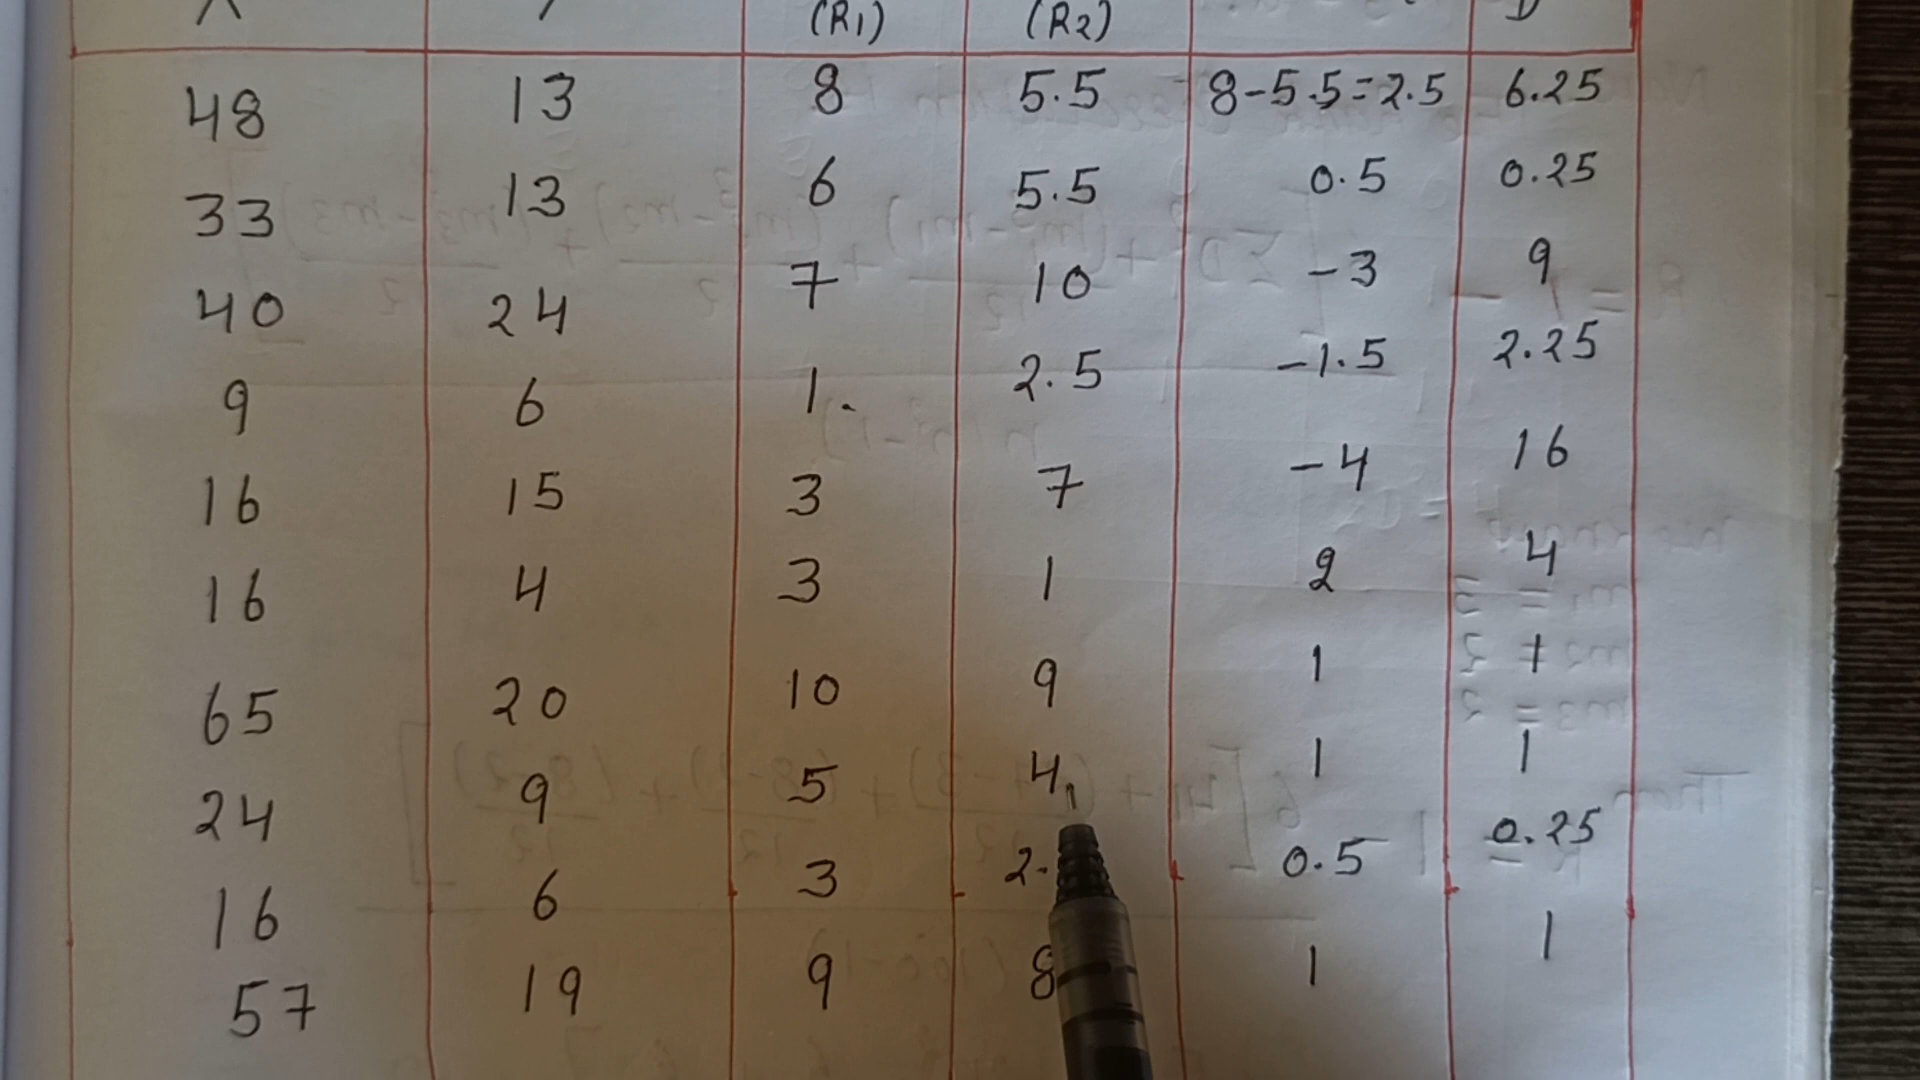 X Y (R1) (R2) D
48 13 8 5.5 8-5.5=2.5 6.25
33 13 6 5.5 0.5 0.25
40 24 7 10 -3 9
9 6 1. 2.5 -1.5 2.25
16 15 3 7 -4 16
16 4 3 1 2 4
65 20 10 9 1 1
24 9 5 4 1 1
16 6 3 2. 0.5 0.25
57 19 9 8 1 1